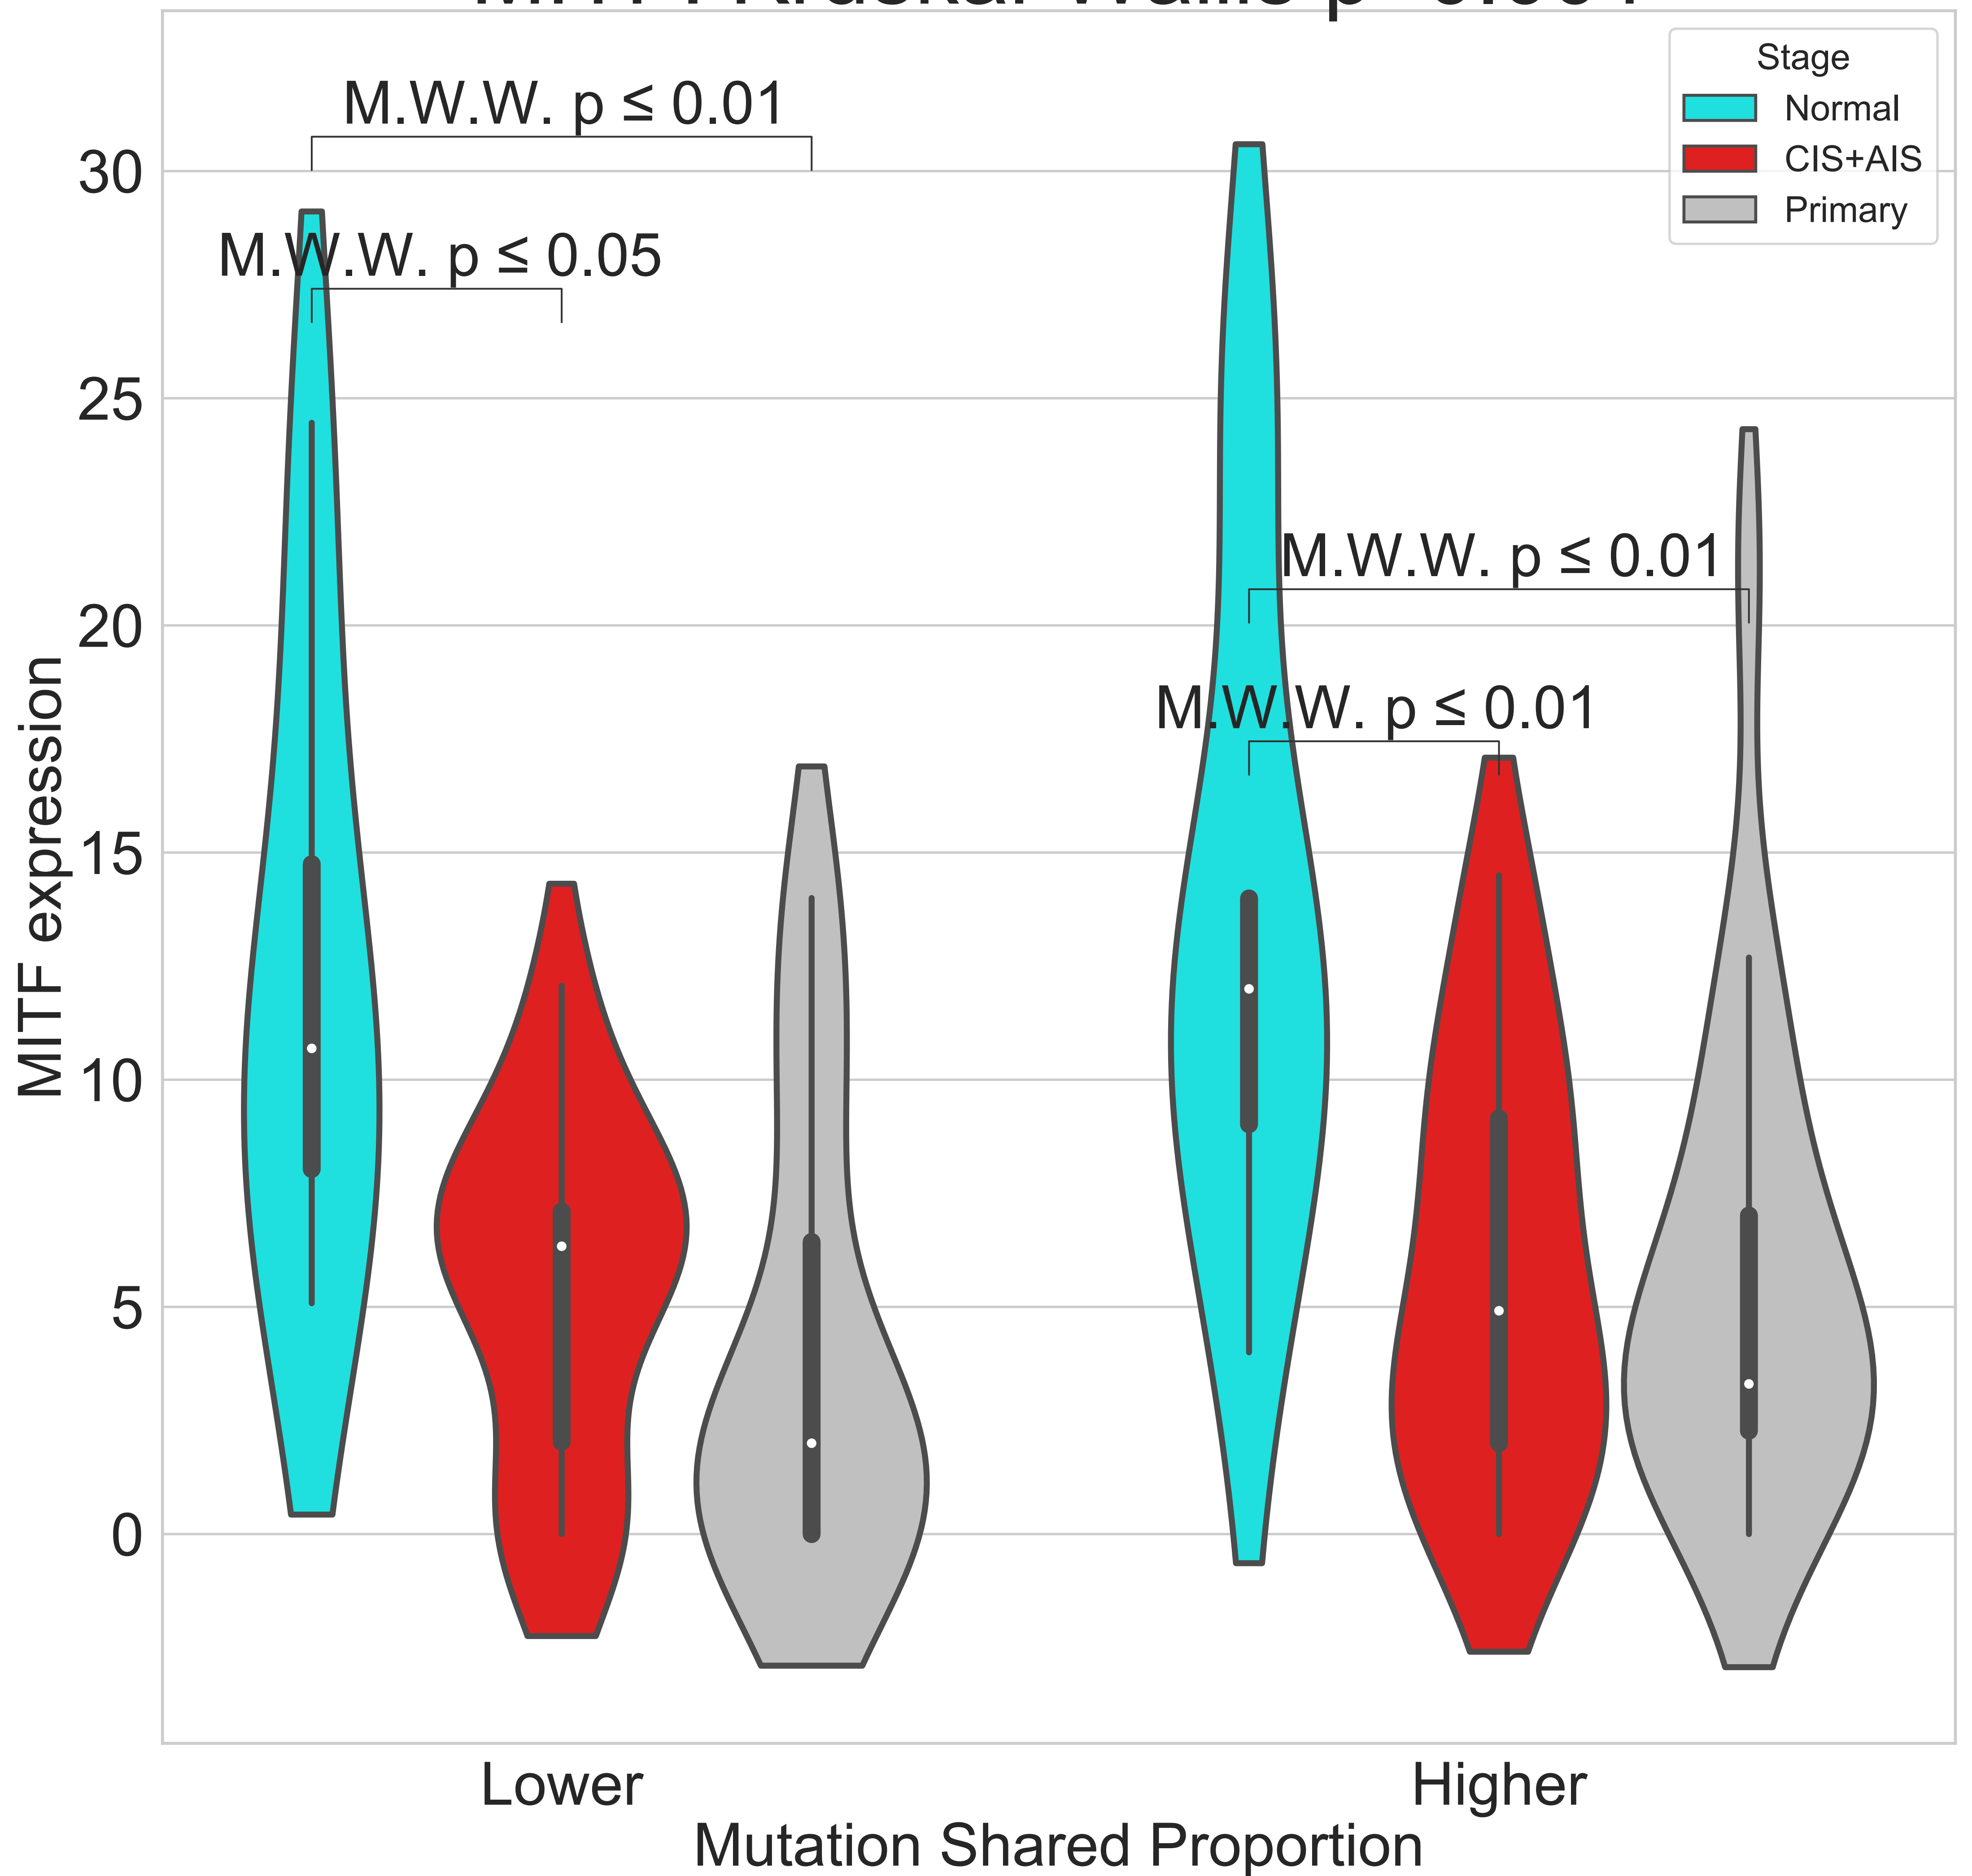 Stage
Normal
CIS+AIS
Primary
M.W.W. p ≤ 0.01
M.W.W. p ≤ 0.05
M.W.W. p ≤ 0.01
M.W.W. p ≤ 0.01
30
25
20
15
10
5
0
MITF expression
Lower
Higher
Mutation Shared Proportion